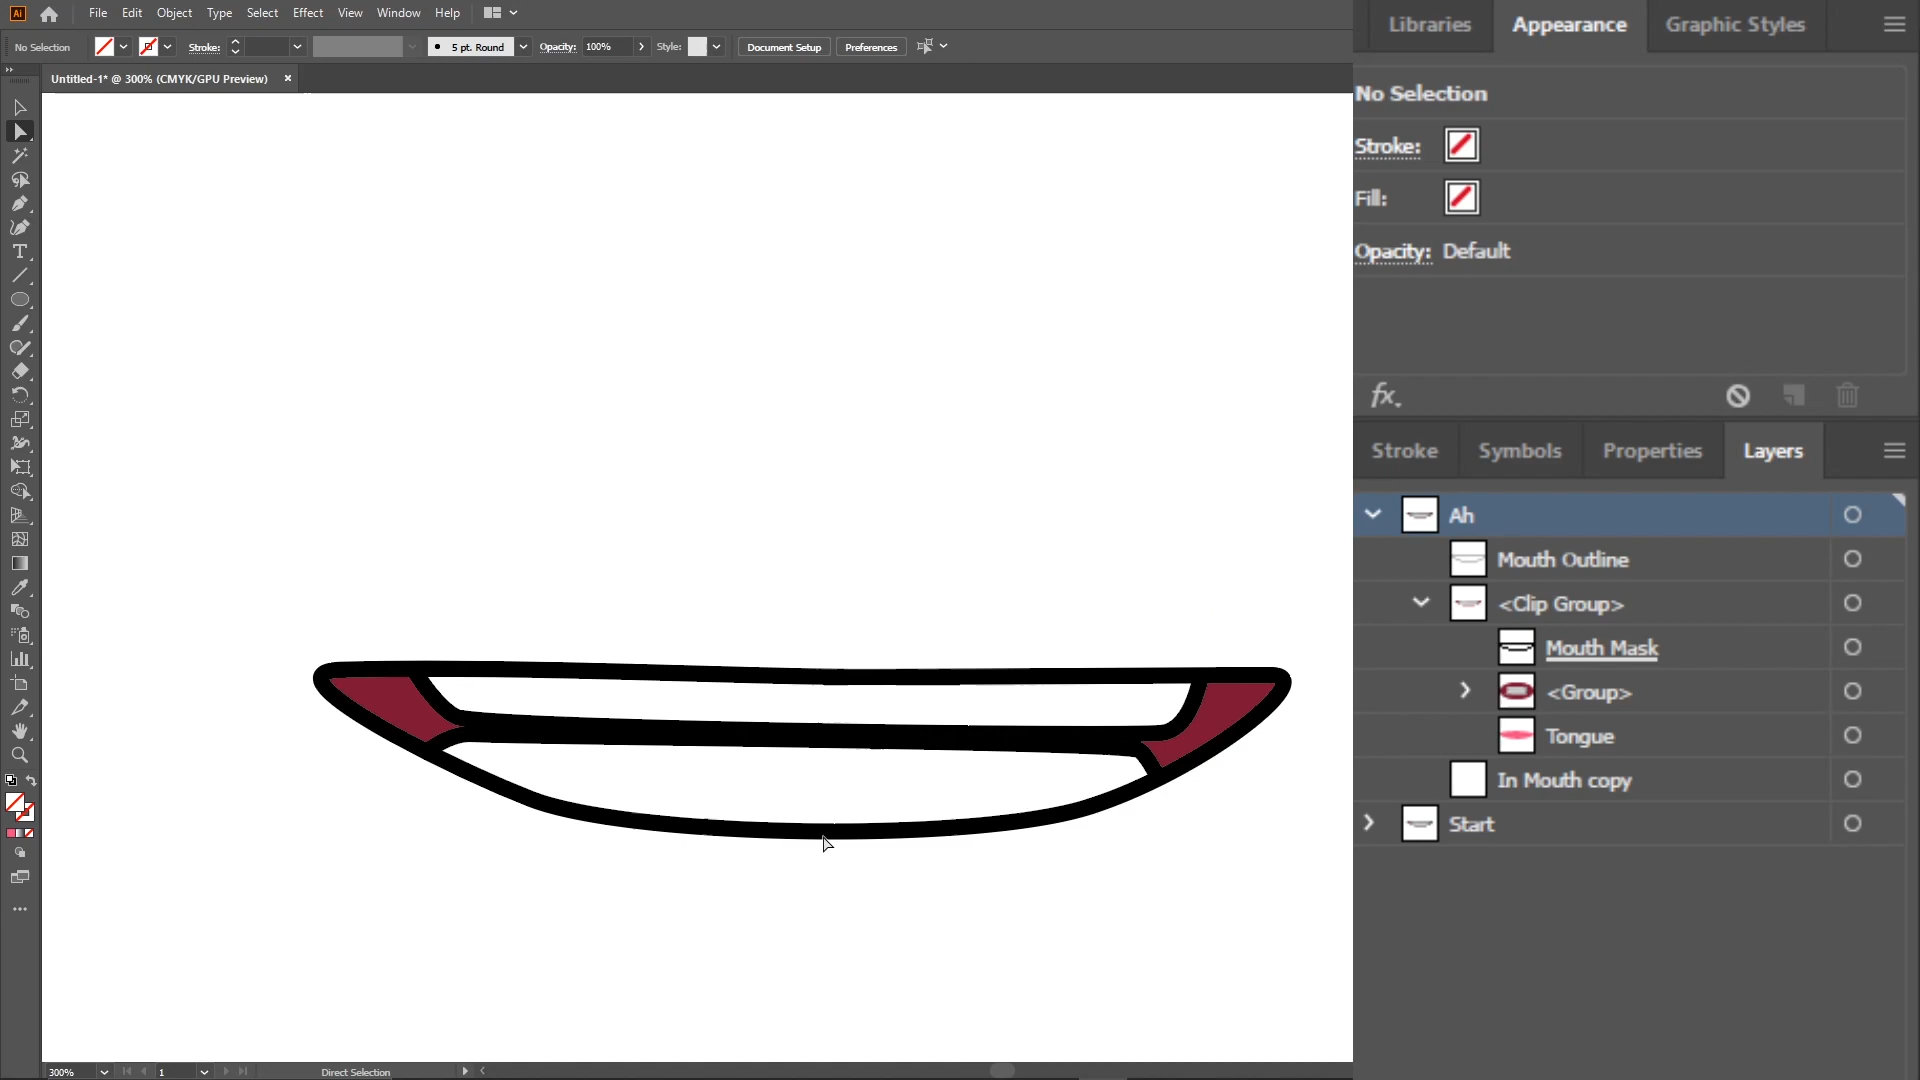 Ai File Edit Object Type Select Effect View Window Help
No Selection Stroke: 5 pt. Round Opacity: 100% Style: Document Setup Preferences
Untitled-1* @ 300% (CMYK/GPU Preview) ×
Libraries Appearance Graphic Styles
No Selection
Stroke:
Fill:
Opacity: Default
fx
Stroke Symbols Properties Layers
Ah
Mouth Outline
<Clip Group>
Mouth Mask
<Group>
Tongue
In Mouth copy
Start
300% 1 Direct Selection